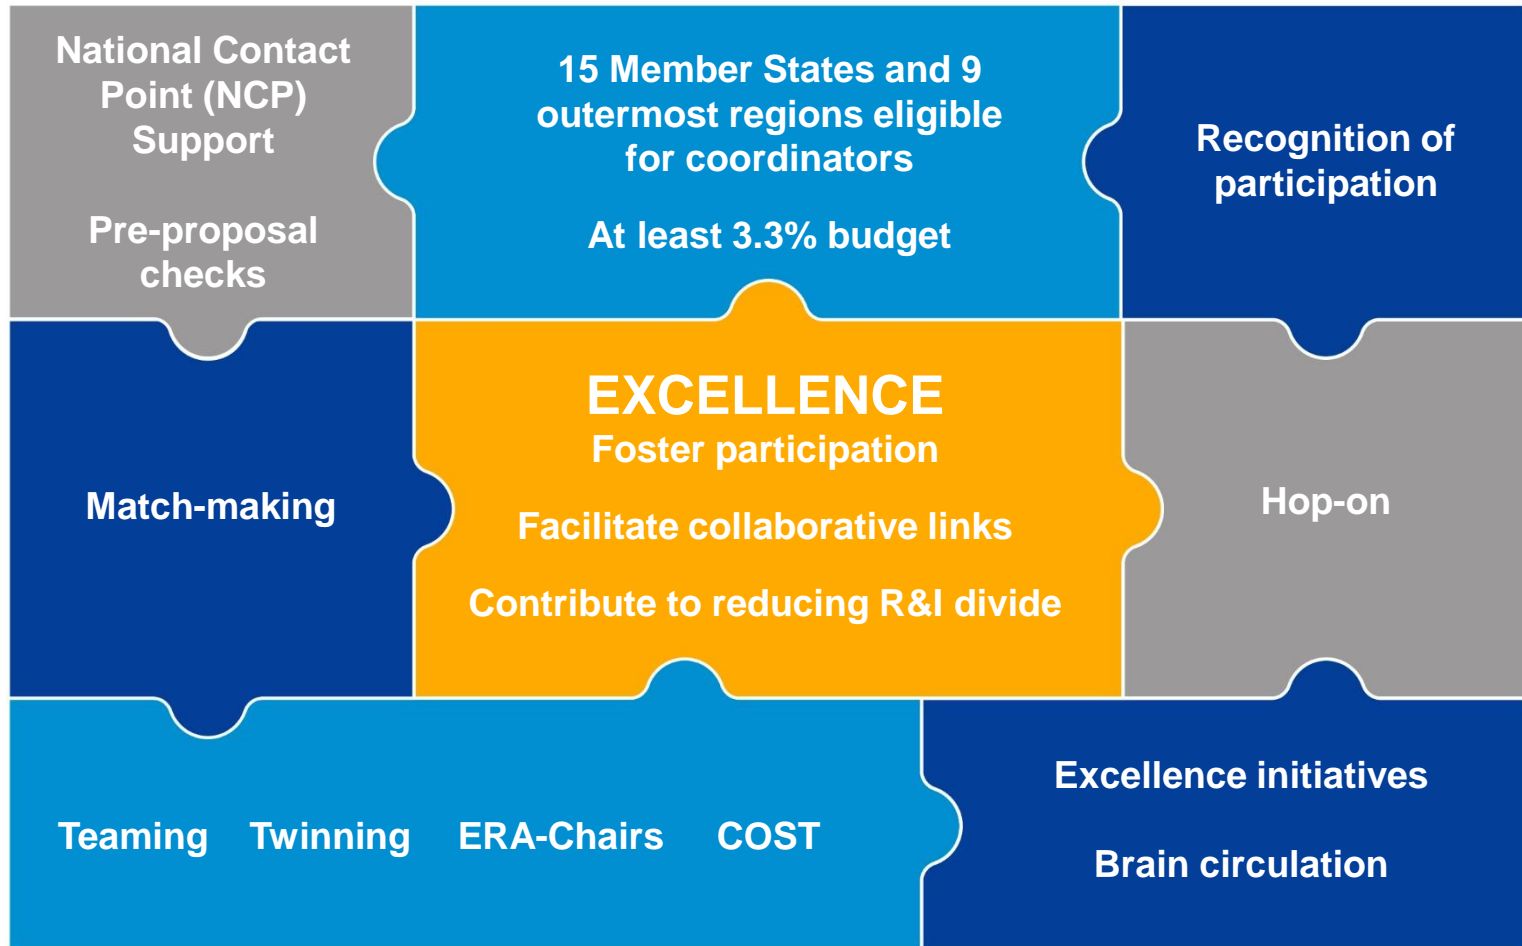 National Contact
Point (NCP)
Support
Pre-proposal
checks
15 Member States and 9
outermost regions eligible
for coordinators
At least 3.3% budget
Recognition of
participation
Match-making
EXCELLENCE
Foster participation
Facilitate collaborative links
Contribute to reducing R&I divide
Hop-on
Teaming Twinning ERA-Chairs COST
Excellence initiatives
Brain circulation